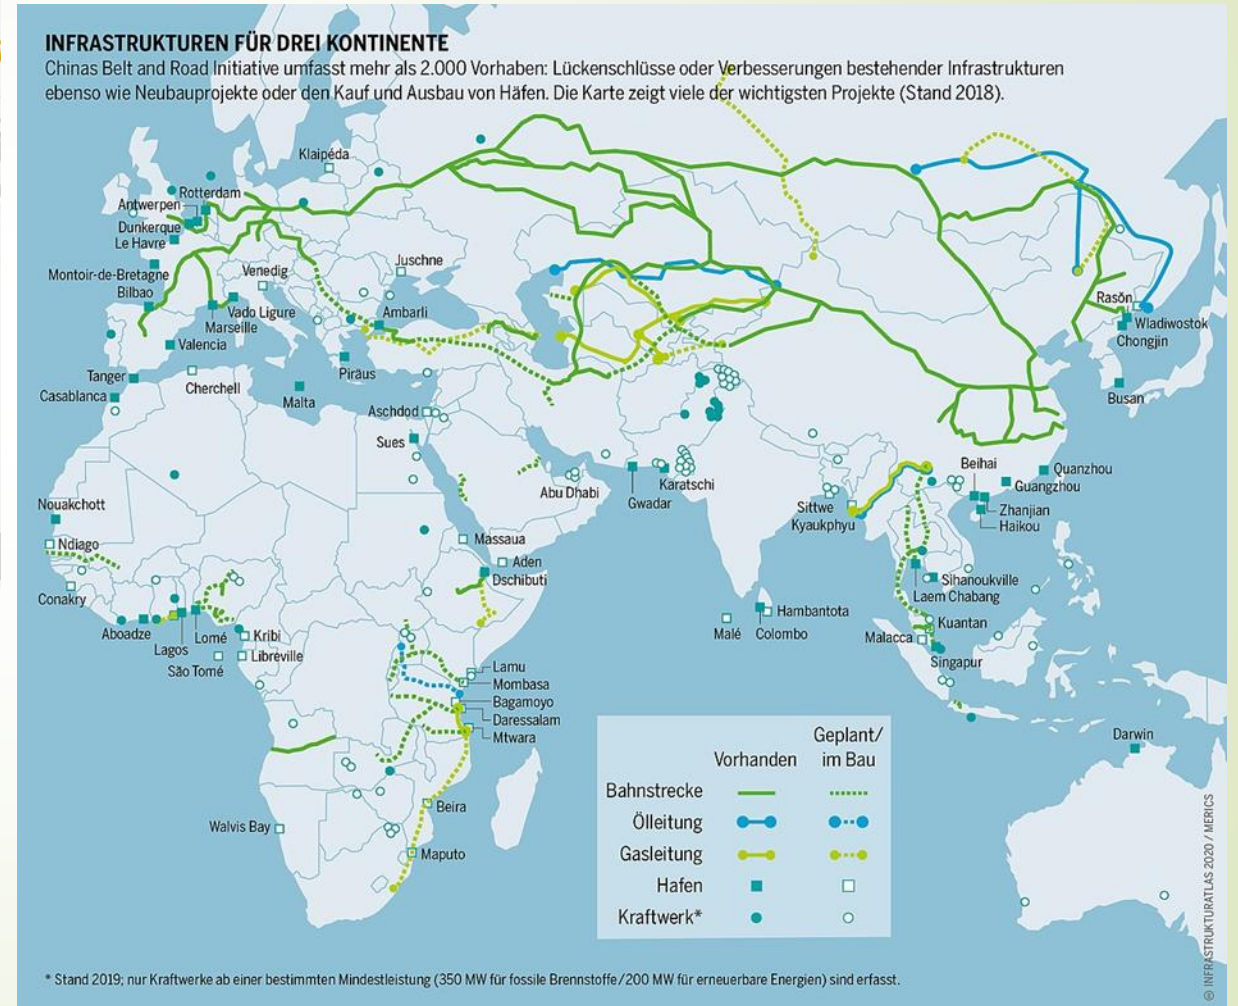 INFRASTRUKTUREN FÜR DREI KONTINENTE
Chinas Belt and Road Initiative umfasst mehr als 2.000 Vorhaben: Lückenschlüsse oder Verbesserungen bestehender Infrastrukturen
ebenso wie Neubauprojekte oder den Kauf und Ausbau von Häfen. Die Karte zeigt viele der wichtigsten Projekte (Stand 2018).
Klaipéda
Rotterdam
Antwerpen
Dunkerque
Le Havre
Montoir-de-Bretagne
Bilbao
Venedig
Juschne
Vado Ligure
Ambarli
Marseille
Valencia
Piräus
Tanger
Cherchell
Casablanca
Malta
Aschdod
Sues
Rasŏn
Wladiwostok
Chongjin
Busan
Abu Dhabi
Karatschi
Gwadar
Beihai
Quanzhou
Guangzhou
Zhanjian
Haikou
Sittwe
Kyaukphyu
Nouakchott
Ndiago
Conakry
Massaua
Aden
Dschibuti
Sihanoukville
Laem Chabang
Hambantota
Malé
Colombo
Kuantan
Malacca
Singapur
Aboadze
Lagos
Lomé
São Tomé
Kribi
Libreville
Lamu
Mombasa
Bagamoyo
Daressalam
Mtwara
Darwin
Beira
Walvis Bay
Maputo
Vorhanden
Geplant/
im Bau
Bahnstrecke
Ölleitung
Gasleitung
Hafen
Kraftwerk*
* Stand 2019; nur Kraftwerke ab einer bestimmten Mindestleistung (350 MW für fossile Brennstoffe/200 MW für erneuerbare Energien) sind erfasst.
© INFRASTRUKTURATLAS 2020 / MERICS